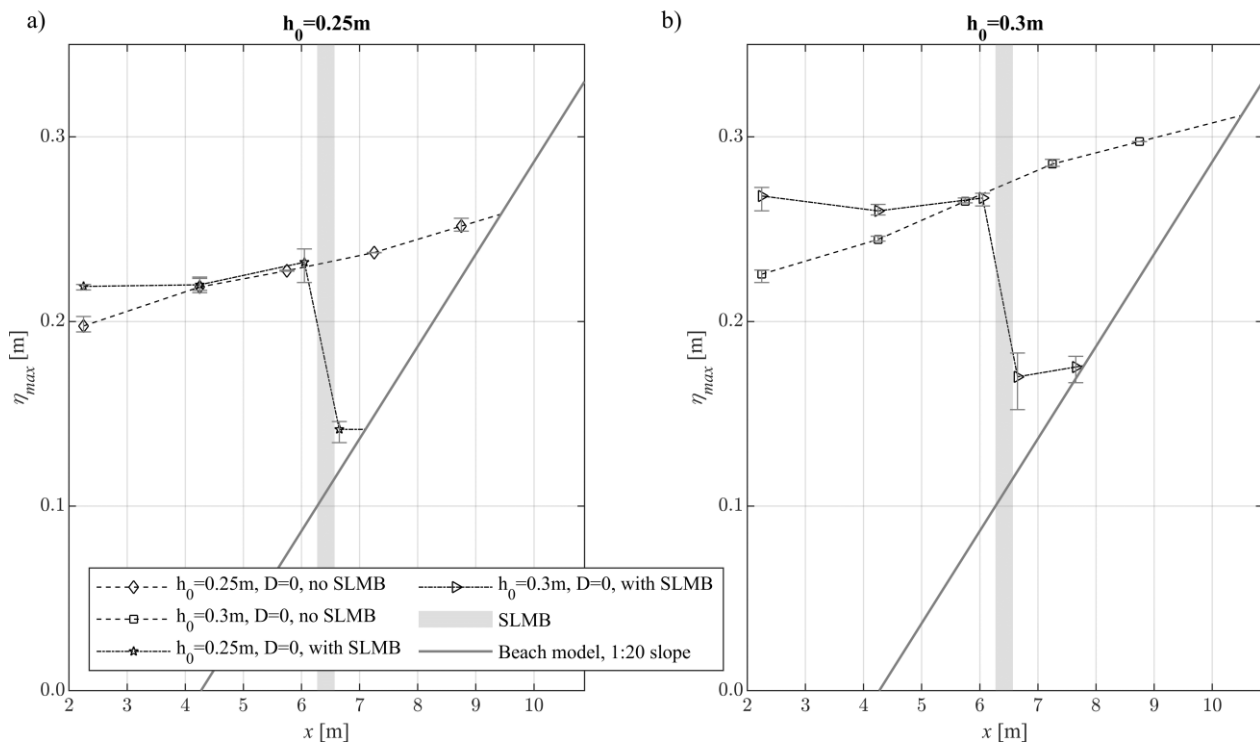 a)
h₀=0.25m
0.3
0.2
0.1
0.0
η_max [m]
2 3 4 5 6 7 8 9 10
x [m]
h₀=0.25m, D=0, no SLMB
h₀=0.3m, D=0, no SLMB
h₀=0.25m, D=0, with SLMB
h₀=0.3m, D=0, with SLMB
SLMB
Beach model, 1:20 slope
b)
h₀=0.3m
0.3
0.2
0.1
0.0
η_max [m]
2 3 4 5 6 7 8 9 10
x [m]